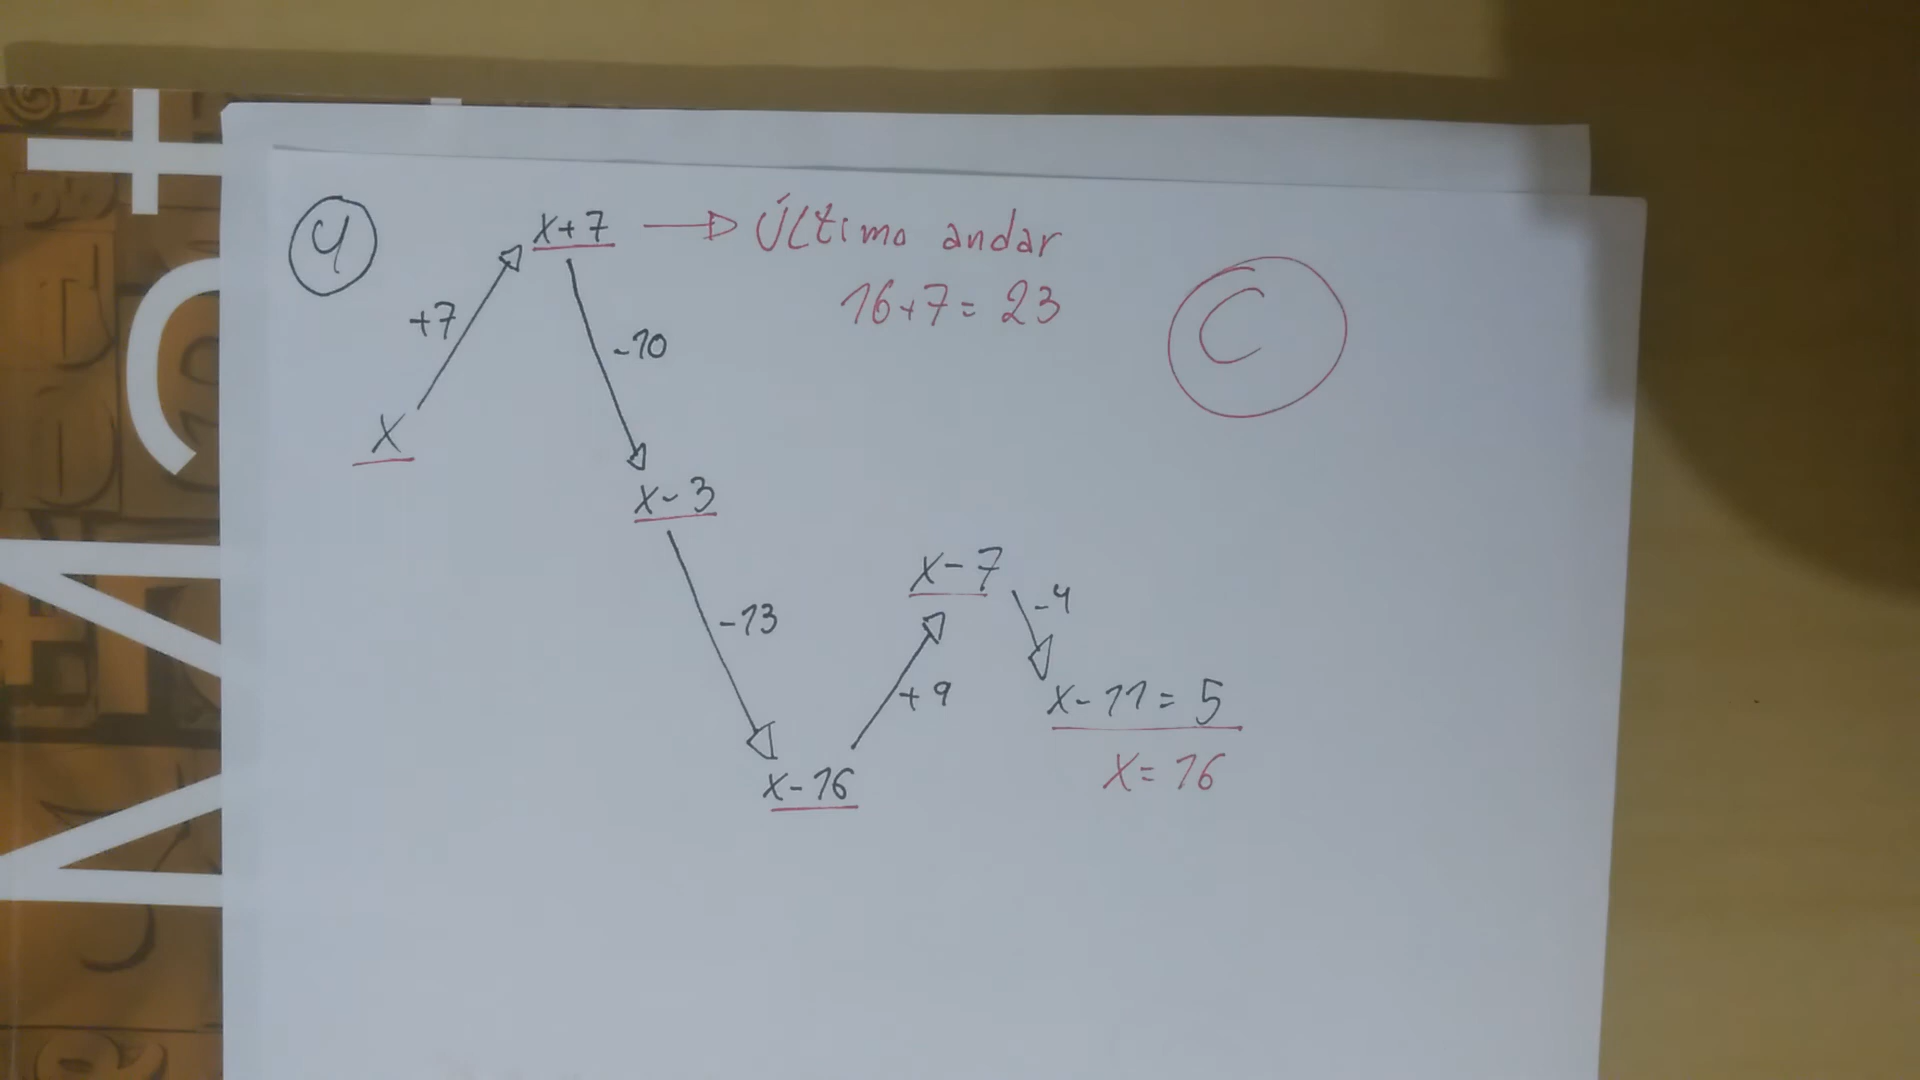 4
x+7 → Último andar
16+7= 23
C
+7
-10
x
x-3
x-7
-4
-13
+9
x-11= 5
x= 16
x-16